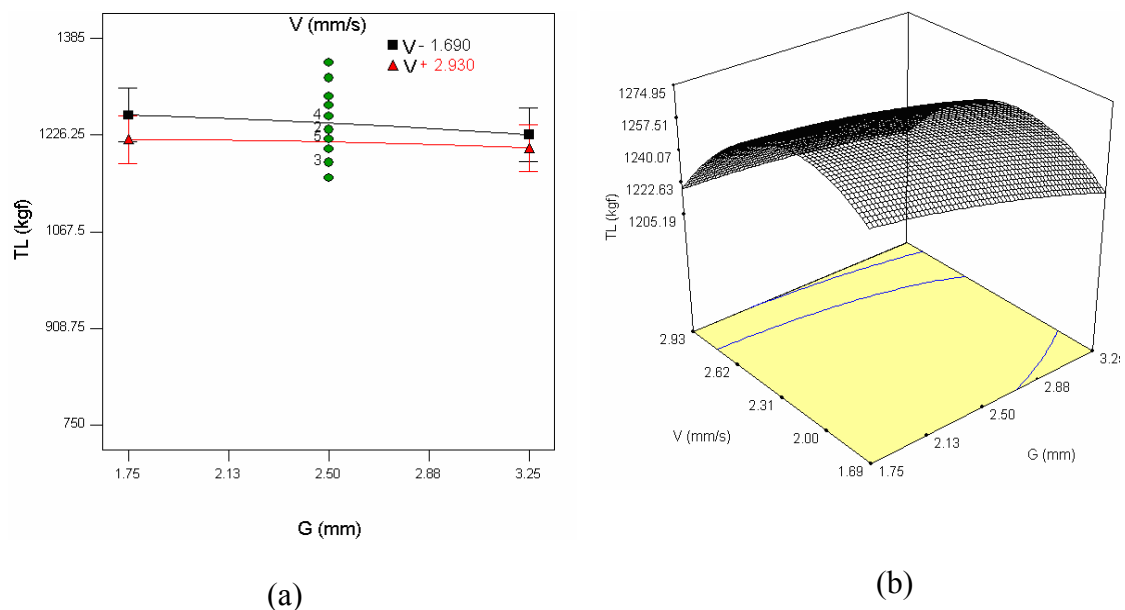 V (mm/s)
V- 1.690
V+ 2.930
1385
1226.25
1067.5
908.75
750
TL (kgf)
4
2
5
3
1.75
2.13
2.50
2.88
3.25
G (mm)
(a)
1274.95
1257.51
1240.07
1222.63
1205.19
TL (kgf)
2.93
2.62
2.31
2.00
1.69
V (mm/s)
1.75
2.13
2.50
2.88
G (mm)
(b)